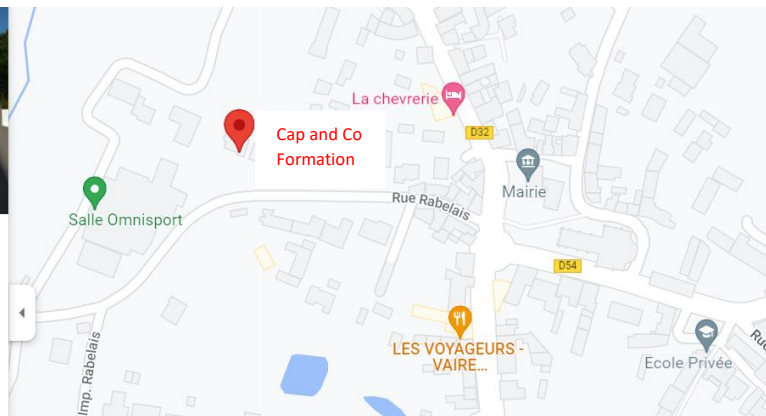 La chevrerie
Cap and Co
Formation
D32
Mairie
Rue Rabelais
Salle Omnisport
D54
LES VOYAGEURS -
VAIRE...
Ecole Privée
Imp. Rabelais
Rue